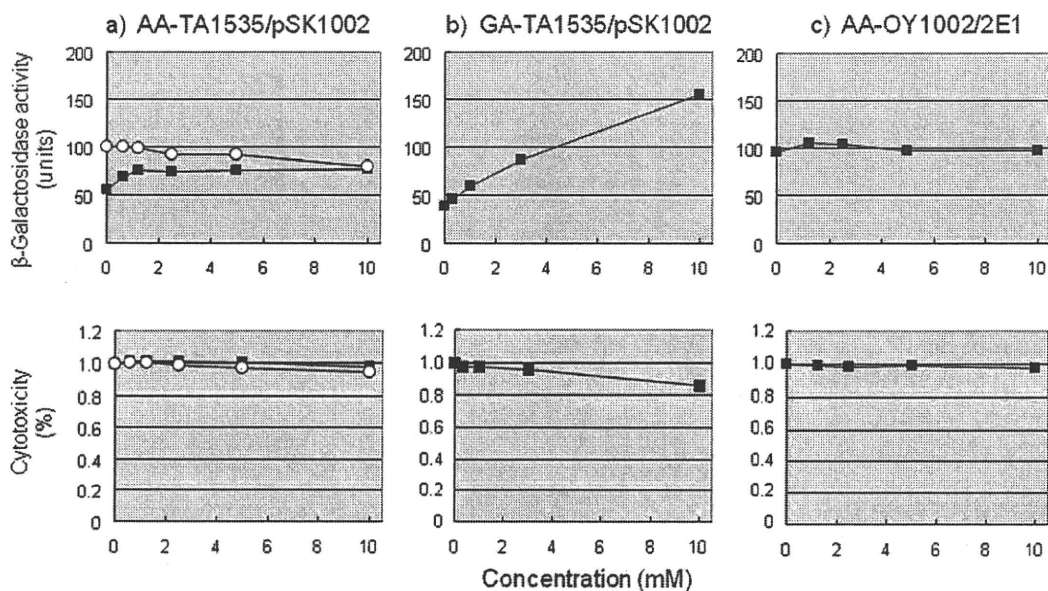 a) AA-TA1535/pSK1002
b) GA-TA1535/pSK1002
c) AA-OY1002/2E1
β-Galactosidase activity
(units)
200
150
100
50
0
0 2 4 6 8 10
200
150
100
50
0
0 2 4 6 8 10
200
150
100
50
0
0 2 4 6 8 10
Cytotoxicity
(%)
1.2
1.0
0.8
0.6
0.4
0.2
0
0 2 4 6 8 10
1.2
1.0
0.8
0.6
0.4
0.2
0
0 2 4 6 8 10
1.2
1.0
0.8
0.6
0.4
0.2
0
0 2 4 6 8 10
Concentration (mM)